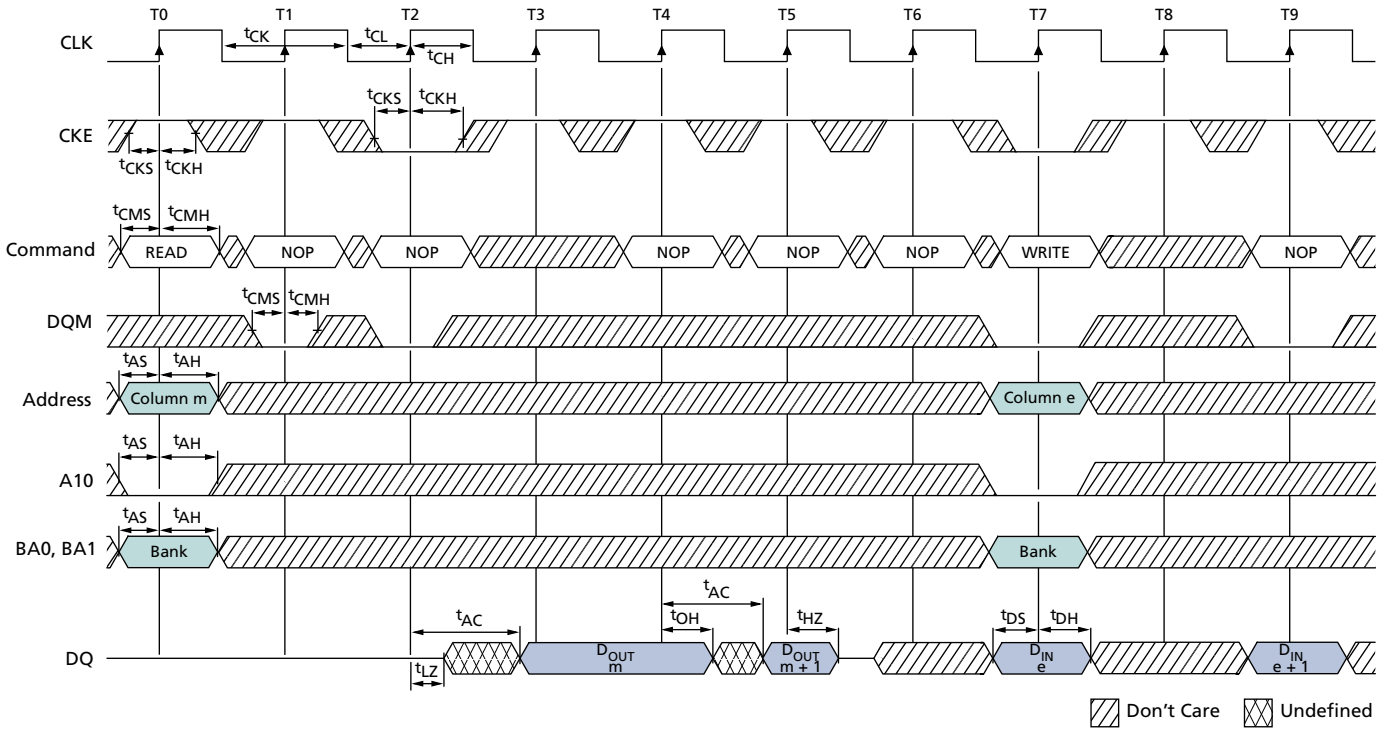 T0 T1 T2 T3 T4 T5 T6 T7 T8 T9
CLK
tCK tCL
tCH
tCKS tCKH
CKE
tCKS tCKH
tCMS tCMH
Command READ NOP NOP NOP NOP NOP WRITE NOP
tCMS tCMH
DQM
tAS tAH
Address Column m Column e
tAS tAH
A10
tAS tAH
BA0, BA1 Bank Bank
tAC tAC tOH tHZ tDS tDH
DQ DOUT m DOUT m + 1 DIN e DIN e + 1
tLZ
Don't Care Undefined